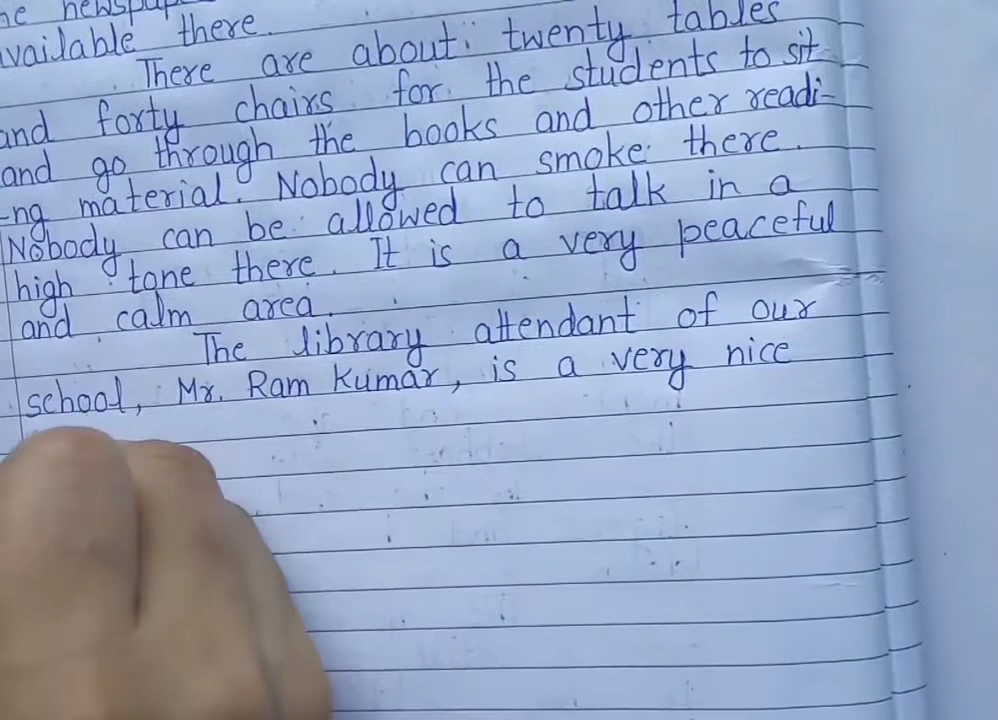 available there.
There are about twenty tables
and forty chairs for the students to sit
and go through the books and other readi-
-ng material. Nobody can smoke there.
Nobody can be allowed to talk in a
high tone there. It is a very peaceful
and calm area.
The library attendant of our
school, Mr. Ram Kumar, is a very nice